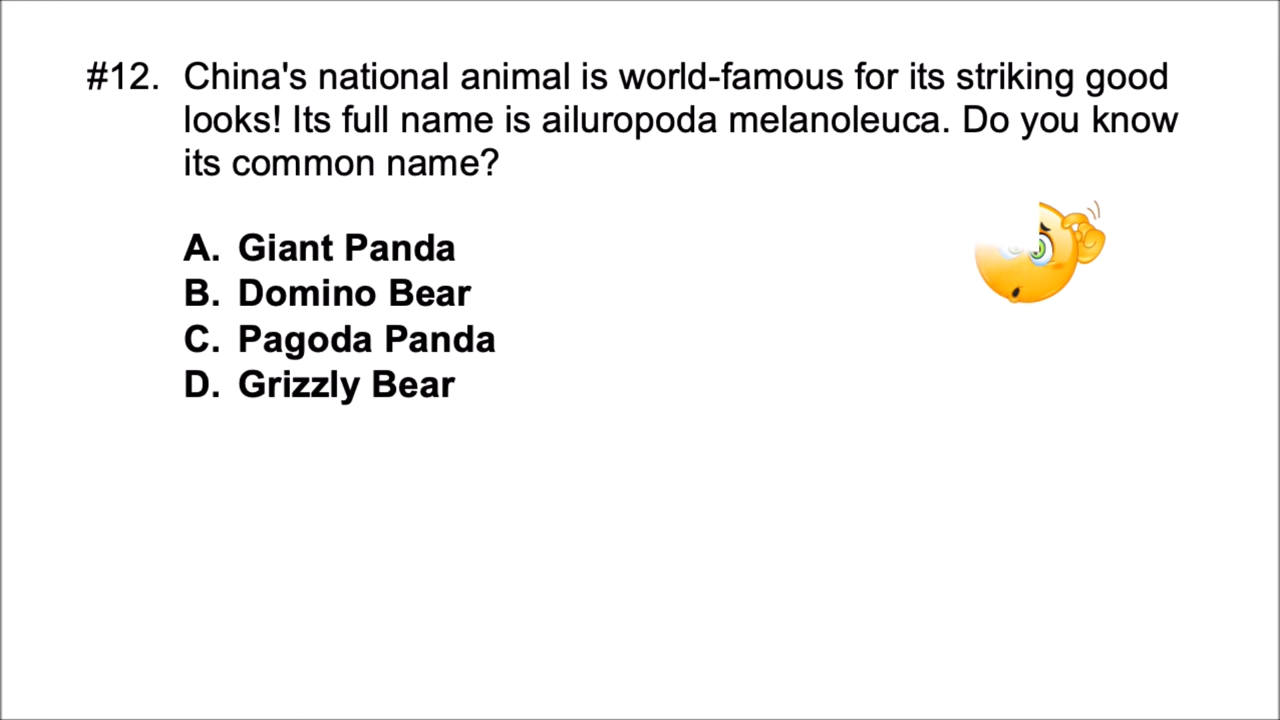 #12. China's national animal is world-famous for its striking good
looks! Its full name is ailuropoda melanoleuca. Do you know
its common name?
A. Giant Panda
B. Domino Bear
C. Pagoda Panda
D. Grizzly Bear